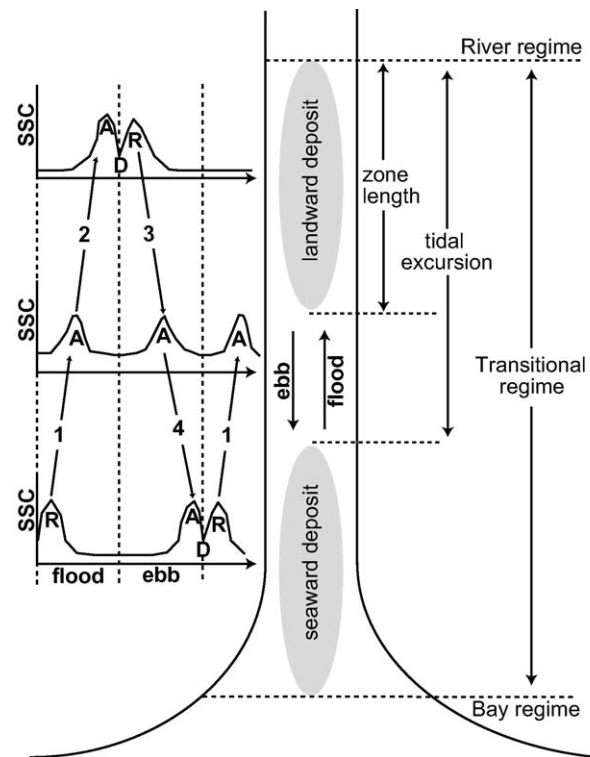 River regime
SSC
A
R
D
landward deposit
zone
length
2
3
tidal
excursion
SSC
A
A
A
ebb
flood
Transitional
regime
1
4
1
SSC
R
A
R
D
flood
ebb
seaward deposit
Bay regime